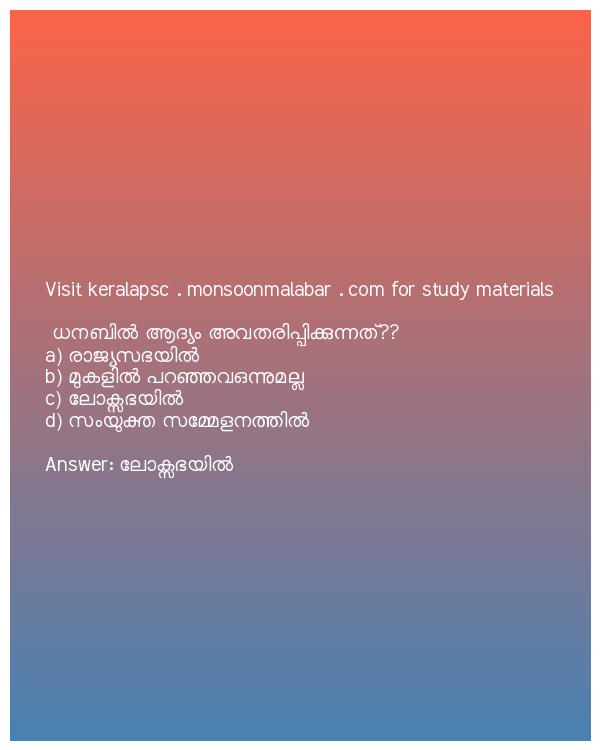 Visit keralapsc . monsoonmalabar . com for study materials
ധനബിൽ ആദ്യം അവതരിപ്പിക്കുന്നത്??
a) രാജ്യസഭയിൽ
b) മുകളിൽ പറഞ്ഞവഒന്നുമല്ല
c) ലോക്സഭയിൽ
d) സംയുക്ത സമ്മേളനത്തിൽ
Answer: ലോക്സഭയിൽ